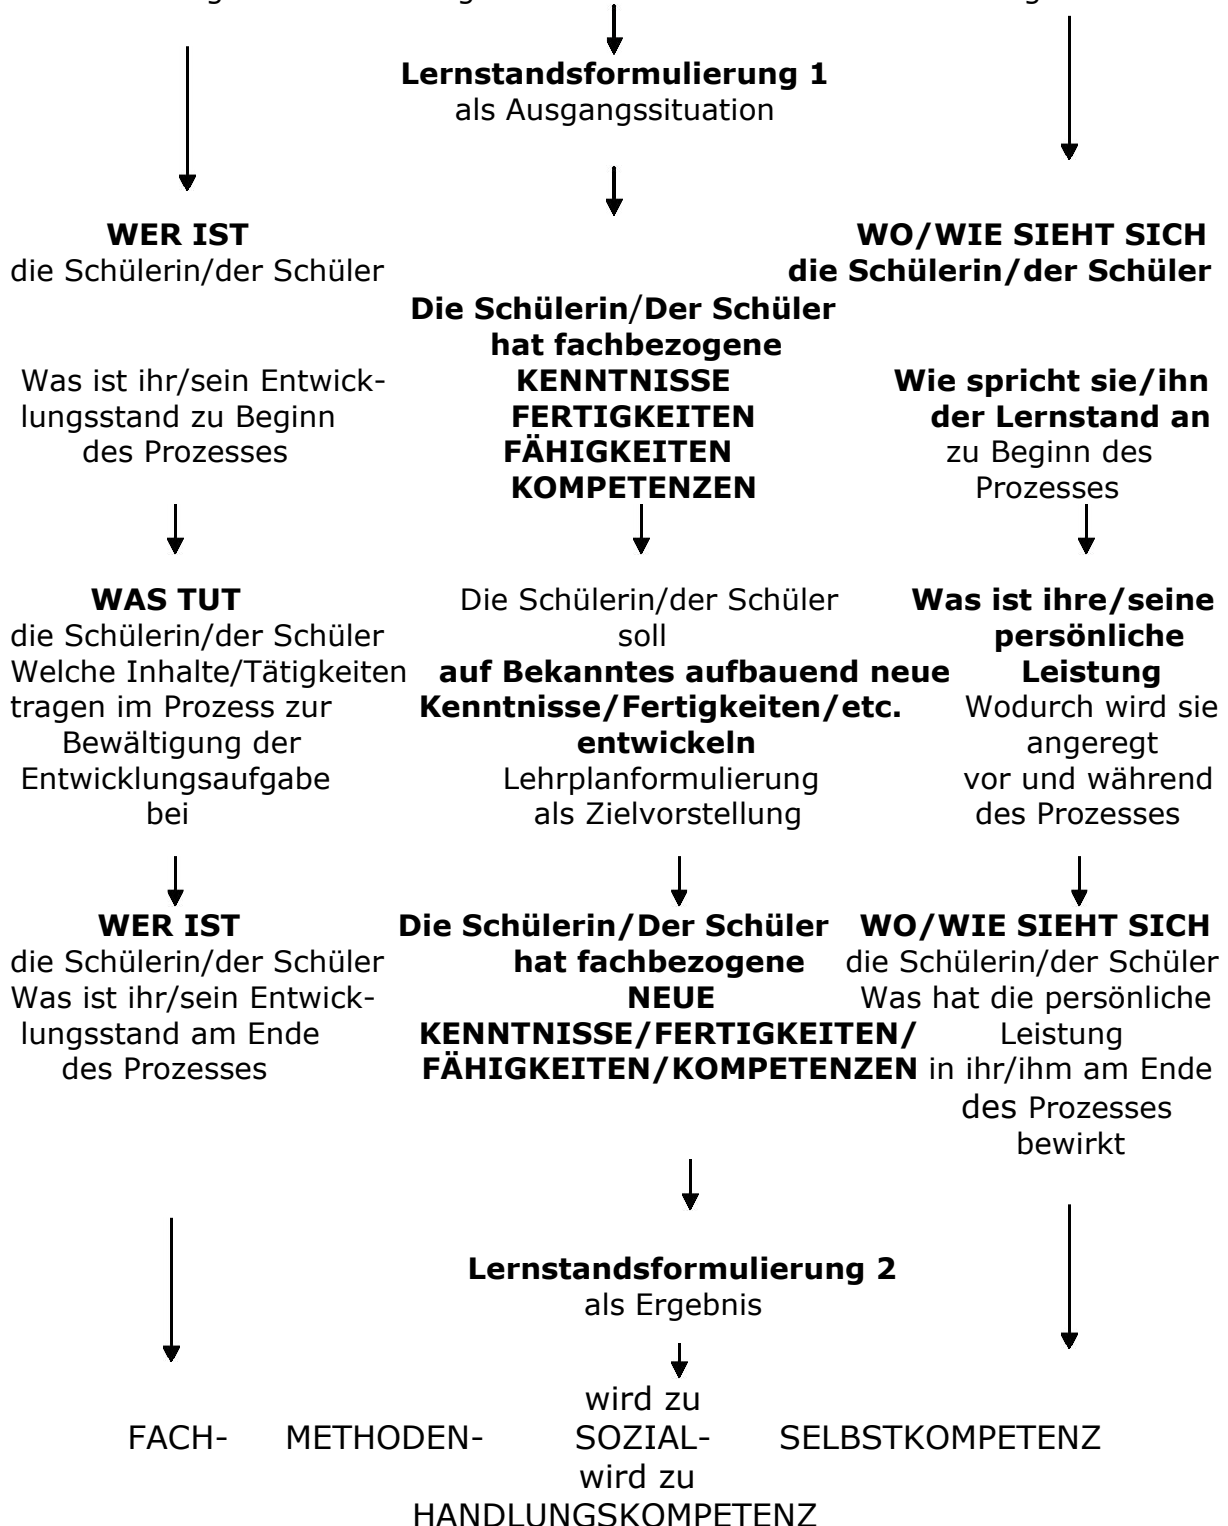 Lernstandsformulierung 1
als Ausgangssituation
WER IST
die Schülerin/der Schüler
WO/WIE SIEHT SICH
die Schülerin/der Schüler
Die Schülerin/Der Schüler
hat fachbezogene
KENNTNISSE
FERTIGKEITEN
FÄHIGKEITEN
KOMPETENZEN
Was ist ihr/sein Entwick-
lungsstand zu Beginn
des Prozesses
Wie spricht sie/ihn
der Lernstand an
zu Beginn des
Prozesses
WAS TUT
die Schülerin/der Schüler
Welche Inhalte/Tätigkeiten
tragen im Prozess zur
Bewältigung der
Entwicklungsaufgabe
bei
Die Schülerin/der Schüler
soll
auf Bekanntes aufbauend neue
Kenntnisse/Fertigkeiten/etc.
entwickeln
Lehrplanformulierung
als Zielvorstellung
Was ist ihre/seine
persönliche
Leistung
Wodurch wird sie
angeregt
vor und während
des Prozesses
WER IST
die Schülerin/der Schüler
Was ist ihr/sein Entwick-
lungsstand am Ende
des Prozesses
Die Schülerin/Der Schüler
hat fachbezogene
NEUE
KENNTNISSE/FERTIGKEITEN/
FÄHIGKEITEN/KOMPETENZEN
WO/WIE SIEHT SICH
die Schülerin/der Schüler
Was hat die persönliche
Leistung
in ihr/ihm am Ende
des Prozesses
bewirkt
Lernstandsformulierung 2
als Ergebnis
wird zu
FACH- METHODEN- SOZIAL- SELBSTKOMPETENZ
wird zu
HANDLUNGSKOMPETENZ